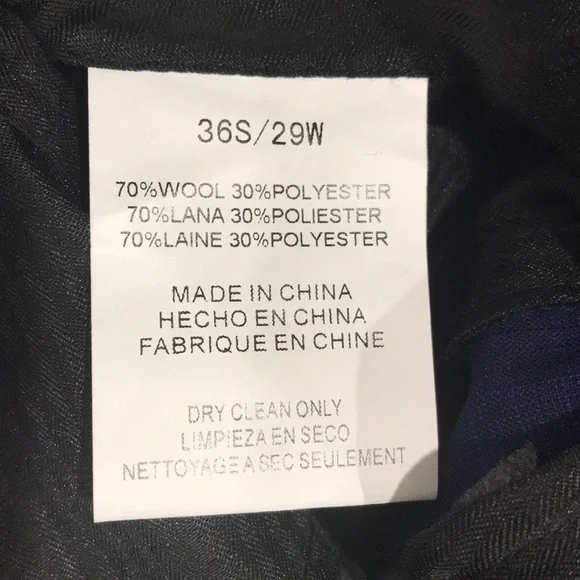 36S/29W
70%WOOL 30%POLYESTER
70%LANA 30%POLIESTER
70%LAINE 30%POLYESTER
MADE IN CHINA
HECHO EN CHINA
FABRIQUE EN CHINE
DRY CLEAN ONLY
LIMPIEZA EN SECO
NETTOYAGE A SEC SEULEMENT